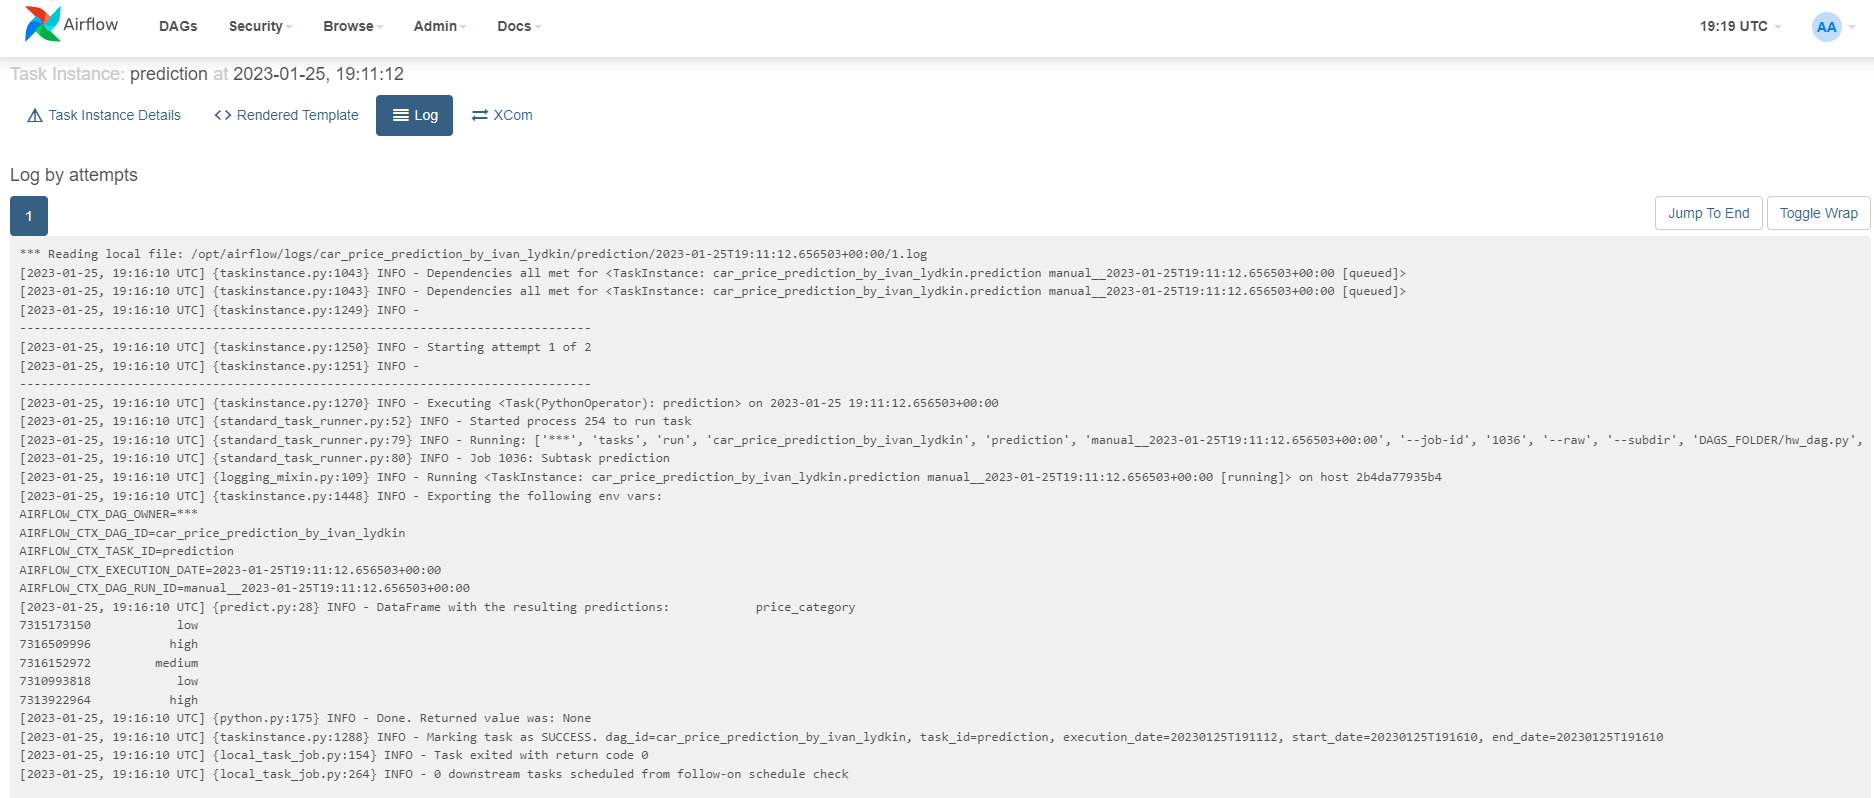 Airflow DAGs Security Browse Admin Docs 19:19 UTC AA
Task Instance: prediction at 2023-01-25, 19:11:12
Task Instance Details <> Rendered Template Log XCom
Log by attempts
1 Jump To End Toggle Wrap
*** Reading local file: /opt/airflow/logs/car_price_prediction_by_ivan_lydkin/prediction/2023-01-25T19:11:12.656503+00:00/1.log
[2023-01-25, 19:16:10 UTC] {taskinstance.py:1043} INFO - Dependencies all met for <TaskInstance: car_price_prediction_by_ivan_lydkin.prediction manual__2023-01-25T19:11:12.656503+00:00 [queued]>
[2023-01-25, 19:16:10 UTC] {taskinstance.py:1043} INFO - Dependencies all met for <TaskInstance: car_price_prediction_by_ivan_lydkin.prediction manual__2023-01-25T19:11:12.656503+00:00 [queued]>
[2023-01-25, 19:16:10 UTC] {taskinstance.py:1249} INFO -
--------------------------------------------------------------------------------
[2023-01-25, 19:16:10 UTC] {taskinstance.py:1250} INFO - Starting attempt 1 of 2
[2023-01-25, 19:16:10 UTC] {taskinstance.py:1251} INFO -
--------------------------------------------------------------------------------
[2023-01-25, 19:16:10 UTC] {taskinstance.py:1270} INFO - Executing <Task(PythonOperator): prediction> on 2023-01-25 19:11:12.656503+00:00
[2023-01-25, 19:16:10 UTC] {standard_task_runner.py:52} INFO - Started process 254 to run task
[2023-01-25, 19:16:10 UTC] {standard_task_runner.py:79} INFO - Running: ['***', 'tasks', 'run', 'car_price_prediction_by_ivan_lydkin', 'prediction', 'manual__2023-01-25T19:11:12.656503+00:00', '--job-id', '1036', '--raw', '--subdir', 'DAGS_FOLDER/hw_dag.py',
[2023-01-25, 19:16:10 UTC] {standard_task_runner.py:80} INFO - Job 1036: Subtask prediction
[2023-01-25, 19:16:10 UTC] {logging_mixin.py:109} INFO - Running <TaskInstance: car_price_prediction_by_ivan_lydkin.prediction manual__2023-01-25T19:11:12.656503+00:00 [running]> on host 2b4da77935b4
[2023-01-25, 19:16:10 UTC] {taskinstance.py:1448} INFO - Exporting the following env vars:
AIRFLOW_CTX_DAG_OWNER=***
AIRFLOW_CTX_DAG_ID=car_price_prediction_by_ivan_lydkin
AIRFLOW_CTX_TASK_ID=prediction
AIRFLOW_CTX_EXECUTION_DATE=2023-01-25T19:11:12.656503+00:00
AIRFLOW_CTX_DAG_RUN_ID=manual__2023-01-25T19:11:12.656503+00:00
[2023-01-25, 19:16:10 UTC] {predict.py:28} INFO - DataFrame with the resulting predictions: price_category
7315173150 low
7316509996 high
7316152972 medium
7310993818 low
7313922964 high
[2023-01-25, 19:16:10 UTC] {python.py:175} INFO - Done. Returned value was: None
[2023-01-25, 19:16:10 UTC] {taskinstance.py:1288} INFO - Marking task as SUCCESS. dag_id=car_price_prediction_by_ivan_lydkin, task_id=prediction, execution_date=20230125T191112, start_date=20230125T191610, end_date=20230125T191610
[2023-01-25, 19:16:10 UTC] {local_task_job.py:154} INFO - Task exited with return code 0
[2023-01-25, 19:16:10 UTC] {local_task_job.py:264} INFO - 0 downstream tasks scheduled from follow-on schedule check